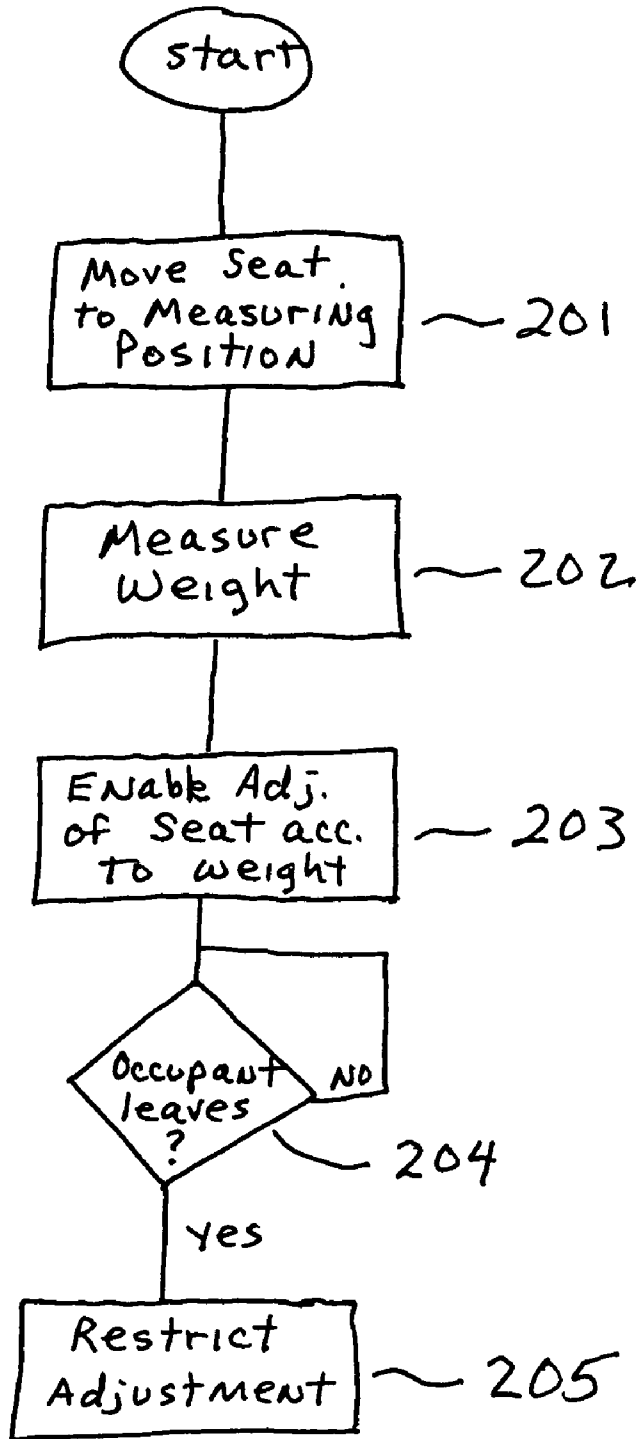 start
Move Seat.
to Measuring
Position
201
Measure
Weight
202
Enable Adj.
of Seat acc.
to weight
203
Occupant
leaves
?
NO
204
yes
Restrict
Adjustment
205